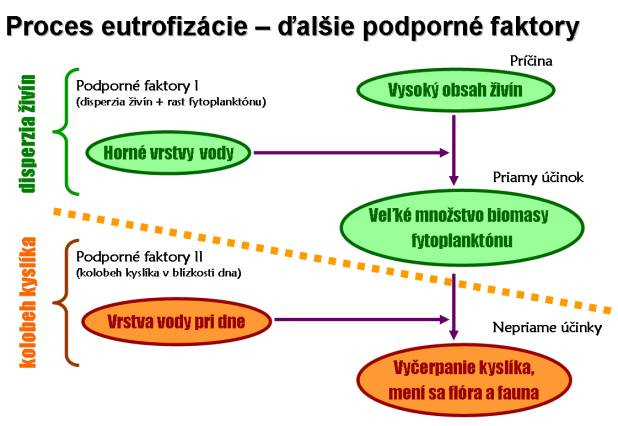 Proces eutrofizácie – ďalšie podporné faktory
Príčina
disperzia živín
Podporné faktory I
(disperzia živín + rast fytoplanktónu)
Vysoký obsah živín
Horné vrstvy vody
Priamy účinok
Veľké množstvo biomasy
fytoplanktónu
kolobeh kyslíka
Podporné faktory II
(kolobeh kyslíka v blízkosti dna)
Vrstva vody pri dne
Nepriame účinky
Vyčerpanie kyslíka,
mení sa flóra a fauna